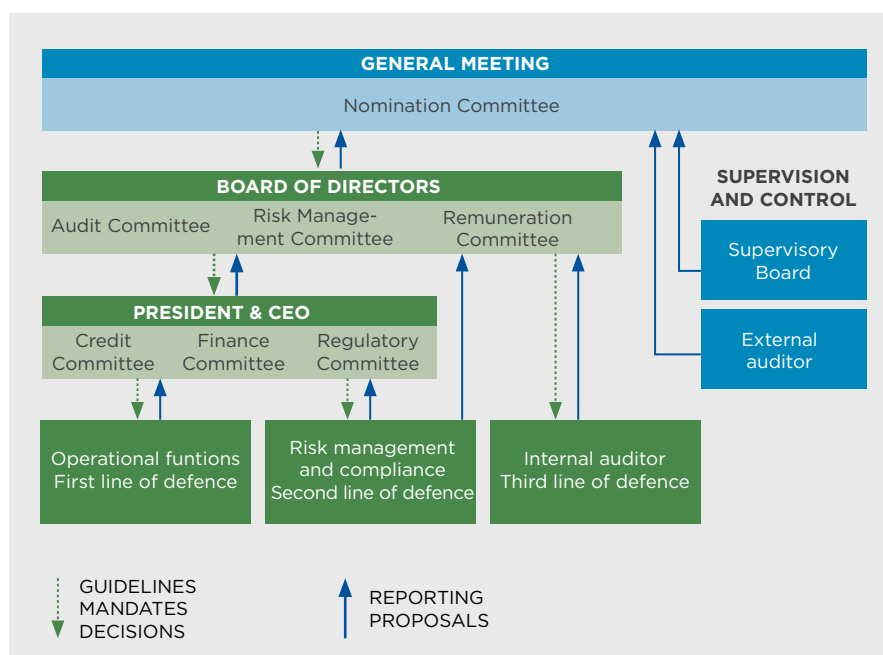 GENERAL MEETING
Nomination Committee
BOARD OF DIRECTORS
Audit Committee
Risk Manage-
ment Committee
Remuneration
Committee
SUPERVISION
AND CONTROL
Supervisory
Board
External
auditor
PRESIDENT & CEO
Credit
Committee
Finance
Committee
Regulatory
Committee
Operational funtions
First line of defence
Risk management
and compliance
Second line of defence
Internal auditor
Third line of defence
GUIDELINES
MANDATES
DECISIONS
REPORTING
PROPOSALS